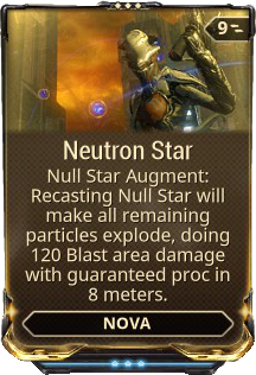 9
Neutron Star
Null Star Augment:
Recasting Null Star will
make all remaining
particles explode, doing
120 Blast area damage
with guaranteed proc in
8 meters.
NOVA